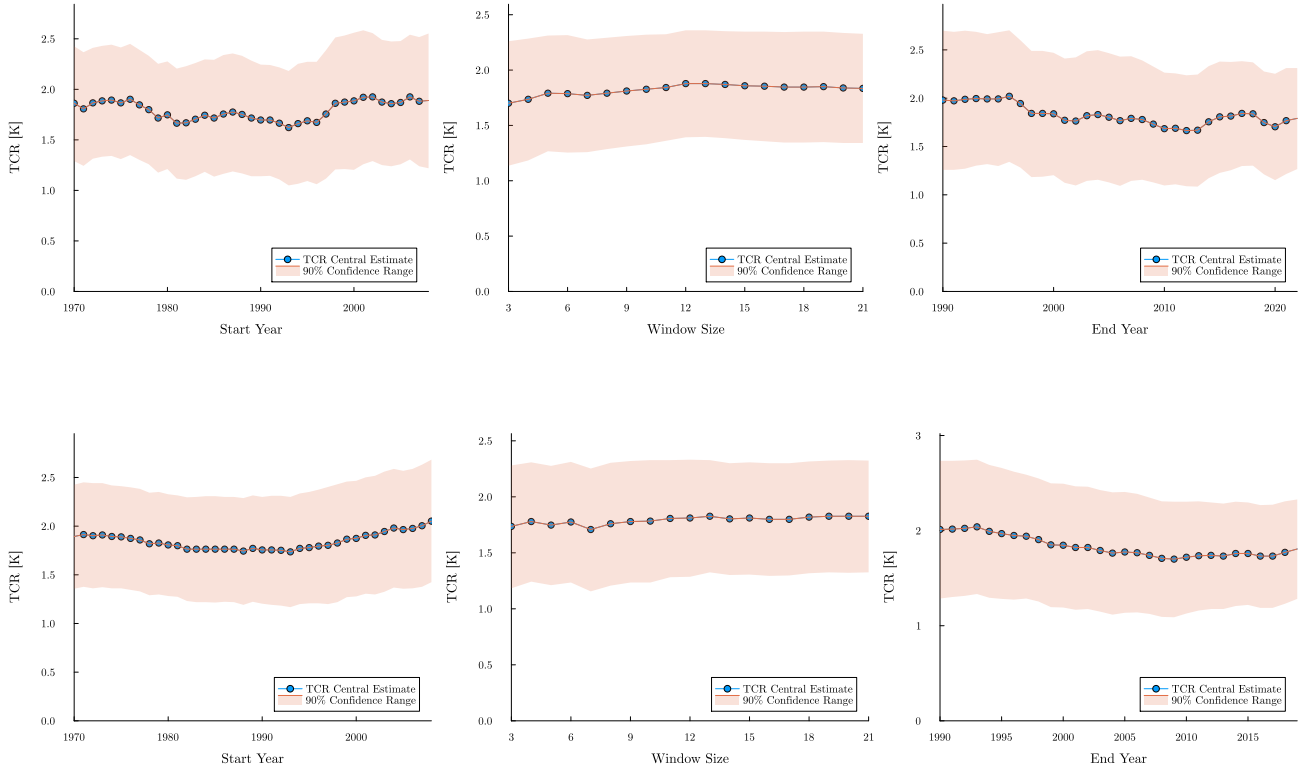 TCR [K]
2.5
2.0
1.5
1.0
0.5
0.0
1970
1980
1990
2000
Start Year
TCR Central Estimate
90% Confidence Range
TCR [K]
2.5
2.0
1.5
1.0
0.5
0.0
3
6
9
12
15
18
21
Window Size
TCR Central Estimate
90% Confidence Range
TCR [K]
2.5
2.0
1.5
1.0
0.5
0.0
1990
2000
2010
2020
End Year
TCR Central Estimate
90% Confidence Range
TCR [K]
2.5
2.0
1.5
1.0
0.5
0.0
1970
1980
1990
2000
Start Year
TCR Central Estimate
90% Confidence Range
TCR [K]
2.5
2.0
1.5
1.0
0.5
0.0
3
6
9
12
15
18
21
Window Size
TCR Central Estimate
90% Confidence Range
TCR [K]
3
2
1
0
1990
1995
2000
2005
2010
2015
End Year
TCR Central Estimate
90% Confidence Range